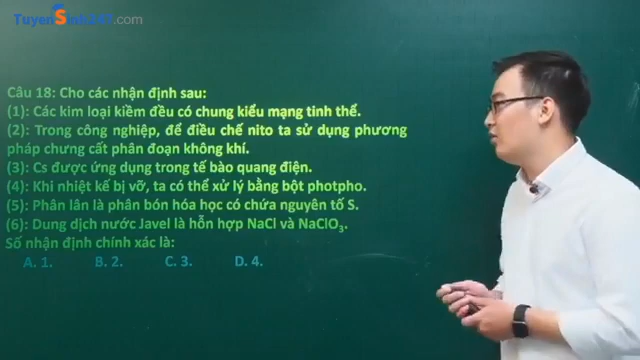 TuyenSinh247.com
Câu 18: Cho các nhận định sau:
(1): Các kim loại kiềm đều có chung kiểu mạng tinh thể.
(2): Trong công nghiệp, để điều chế nito ta sử dụng phương
pháp chưng cất phân đoạn không khí.
(3): Cs được ứng dụng trong tế bào quang điện.
(4): Khi nhiệt kế bị vỡ, ta có thể xử lý bằng bột photpho.
(5): Phân lân là phân bón hóa học có chứa nguyên tố S.
(6): Dung dịch nước Javel là hỗn hợp NaCl và NaClO₃.
Số nhận định chính xác là:
A. 1. B. 2. C. 3. D. 4.